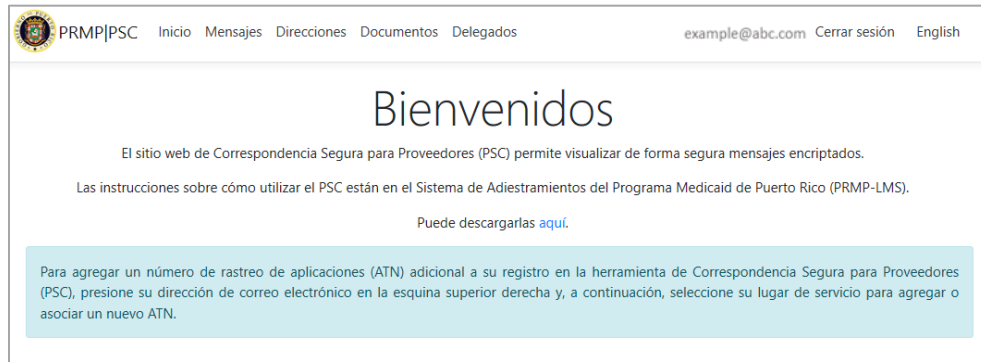 PRMP|PSC Inicio Mensajes Direcciones Documentos Delegados example@abc.com Cerrar sesión English
Bienvenidos
El sitio web de Correspondencia Segura para Proveedores (PSC) permite visualizar de forma segura mensajes encriptados.
Las instrucciones sobre cómo utilizar el PSC están en el Sistema de Adiestramientos del Programa Medicaid de Puerto Rico (PRMP-LMS).
Puede descargarlas aquí.
Para agregar un número de rastreo de aplicaciones (ATN) adicional a su registro en la herramienta de Correspondencia Segura para Proveedores
(PSC), presione su dirección de correo electrónico en la esquina superior derecha y, a continuación, seleccione su lugar de servicio para agregar o
asociar un nuevo ATN.